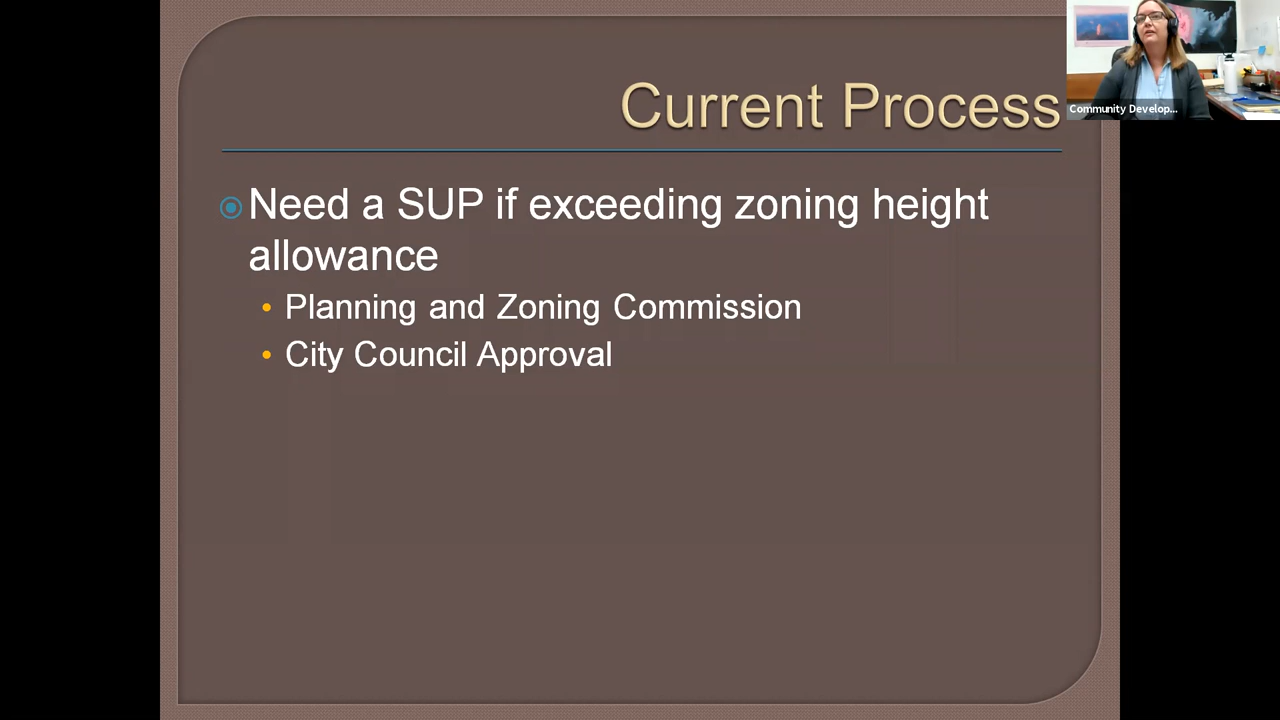 Current Process
Need a SUP if exceeding zoning height
allowance
Planning and Zoning Commission
City Council Approval
Community Develop...